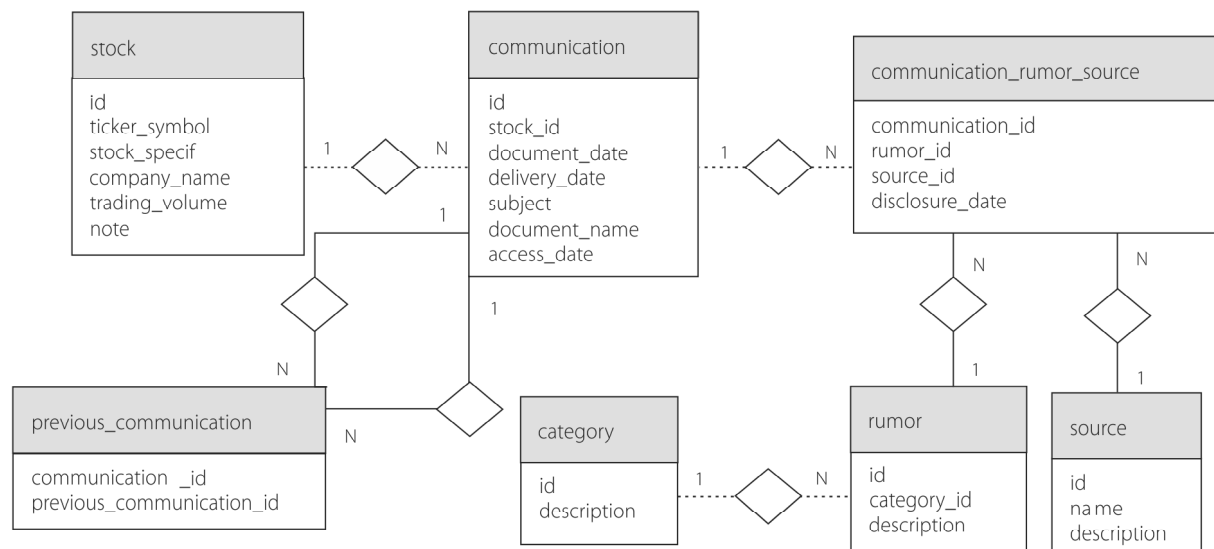 stock
id
ticker_symbol
stock_specif
company_name
trading_volume
note
1
N
communication
id
stock_id
document_date
delivery_date
subject
document_name
access_date
1
N
communication_rumor_source
communication_id
rumor_id
source_id
disclosure_date
1
N
1
N
previous_communication
communication _id
previous_communication_id
N
1
N
1
category
id
description
1
N
rumor
id
category_id
description
source
id
name
description